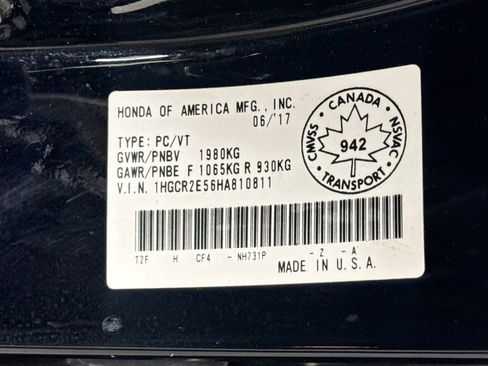 HONDA OF AMERICA MFG., INC.
06/'17
TYPE: PC/VT
GVWR/PNBV 1980KG
GAWR/PNBE F 1065KG R 930KG
V.I.N. 1HGCR2E56HA810811
CANADA
CMVSS
942
NSVAC
TRANSPORT
T2F H CF4 - NH731P - Z - A
MADE IN U.S.A.